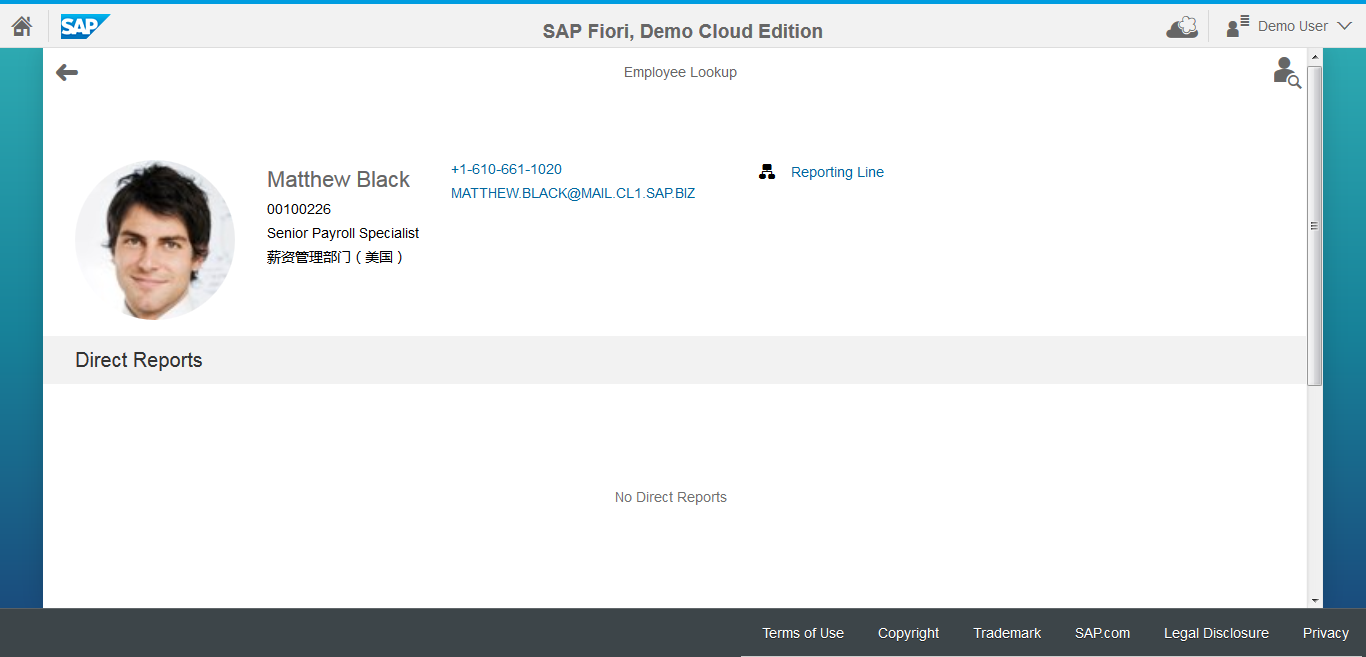 SAP
SAP Fiori, Demo Cloud Edition
Demo User
Employee Lookup
Matthew Black
00100226
Senior Payroll Specialist
薪资管理部门（美国）
+1-610-661-1020
MATTHEW.BLACK@MAIL.CL1.SAP.BIZ
Reporting Line
Direct Reports
No Direct Reports
Terms of Use
Copyright
Trademark
SAP.com
Legal Disclosure
Privacy